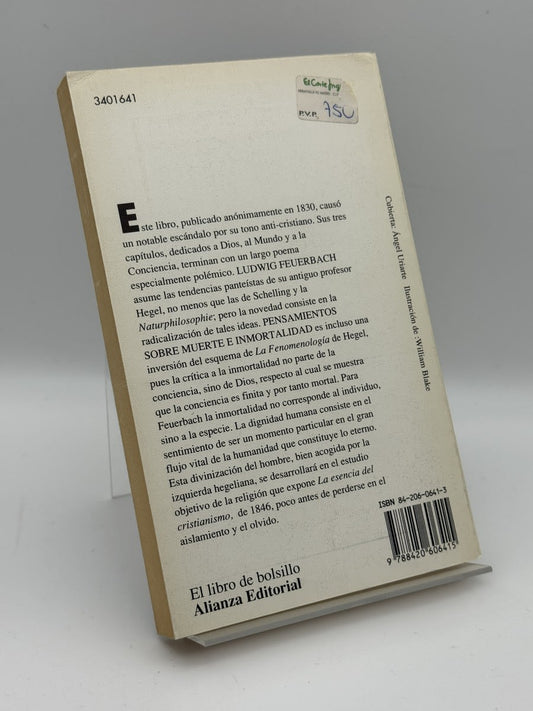 3401641
El Corte Ingl
P.V.P. 750
Este libro, publicado anónimamente en 1830, causó
un notable escándalo por su tono anti-cristiano. Sus tres
capítulos, dedicados a Dios, al Mundo y a la
Conciencia, terminan con un largo poema
especialmente polémico. LUDWIG FEUERBACH
asume las tendencias panteístas de su antiguo profesor
Hegel, no menos que las de Schelling y la
Naturphilosophie; pero la novedad consiste en la
radicalización de tales ideas. PENSAMIENTOS
SOBRE MUERTE E INMORTALIDAD es incluso una
inversión del esquema de La Fenomenología de Hegel,
pues la crítica a la inmortalidad no parte de la
conciencia, sino de Dios, respecto al cual se muestra
que la conciencia es finita y por tanto mortal. Para
Feuerbach la inmortalidad no corresponde al individuo,
sino a la especie. La dignidad humana consiste en el
sentimiento de ser un momento particular en el gran
flujo vital de la humanidad que constituye lo eterno.
Esta divinización del hombre, bien acogida por la
izquierda hegeliana, se desarrollará en el estudio
objetivo de la religión que expone La esencia del
cristianismo, de 1846, poco antes de perderse en el
aislamiento y el olvido.
El libro de bolsillo
Alianza Editorial
Cubierta: Ángel Uriarte Ilustración de :William Blake
ISBN 84-206-0641-3
9 788420 606415